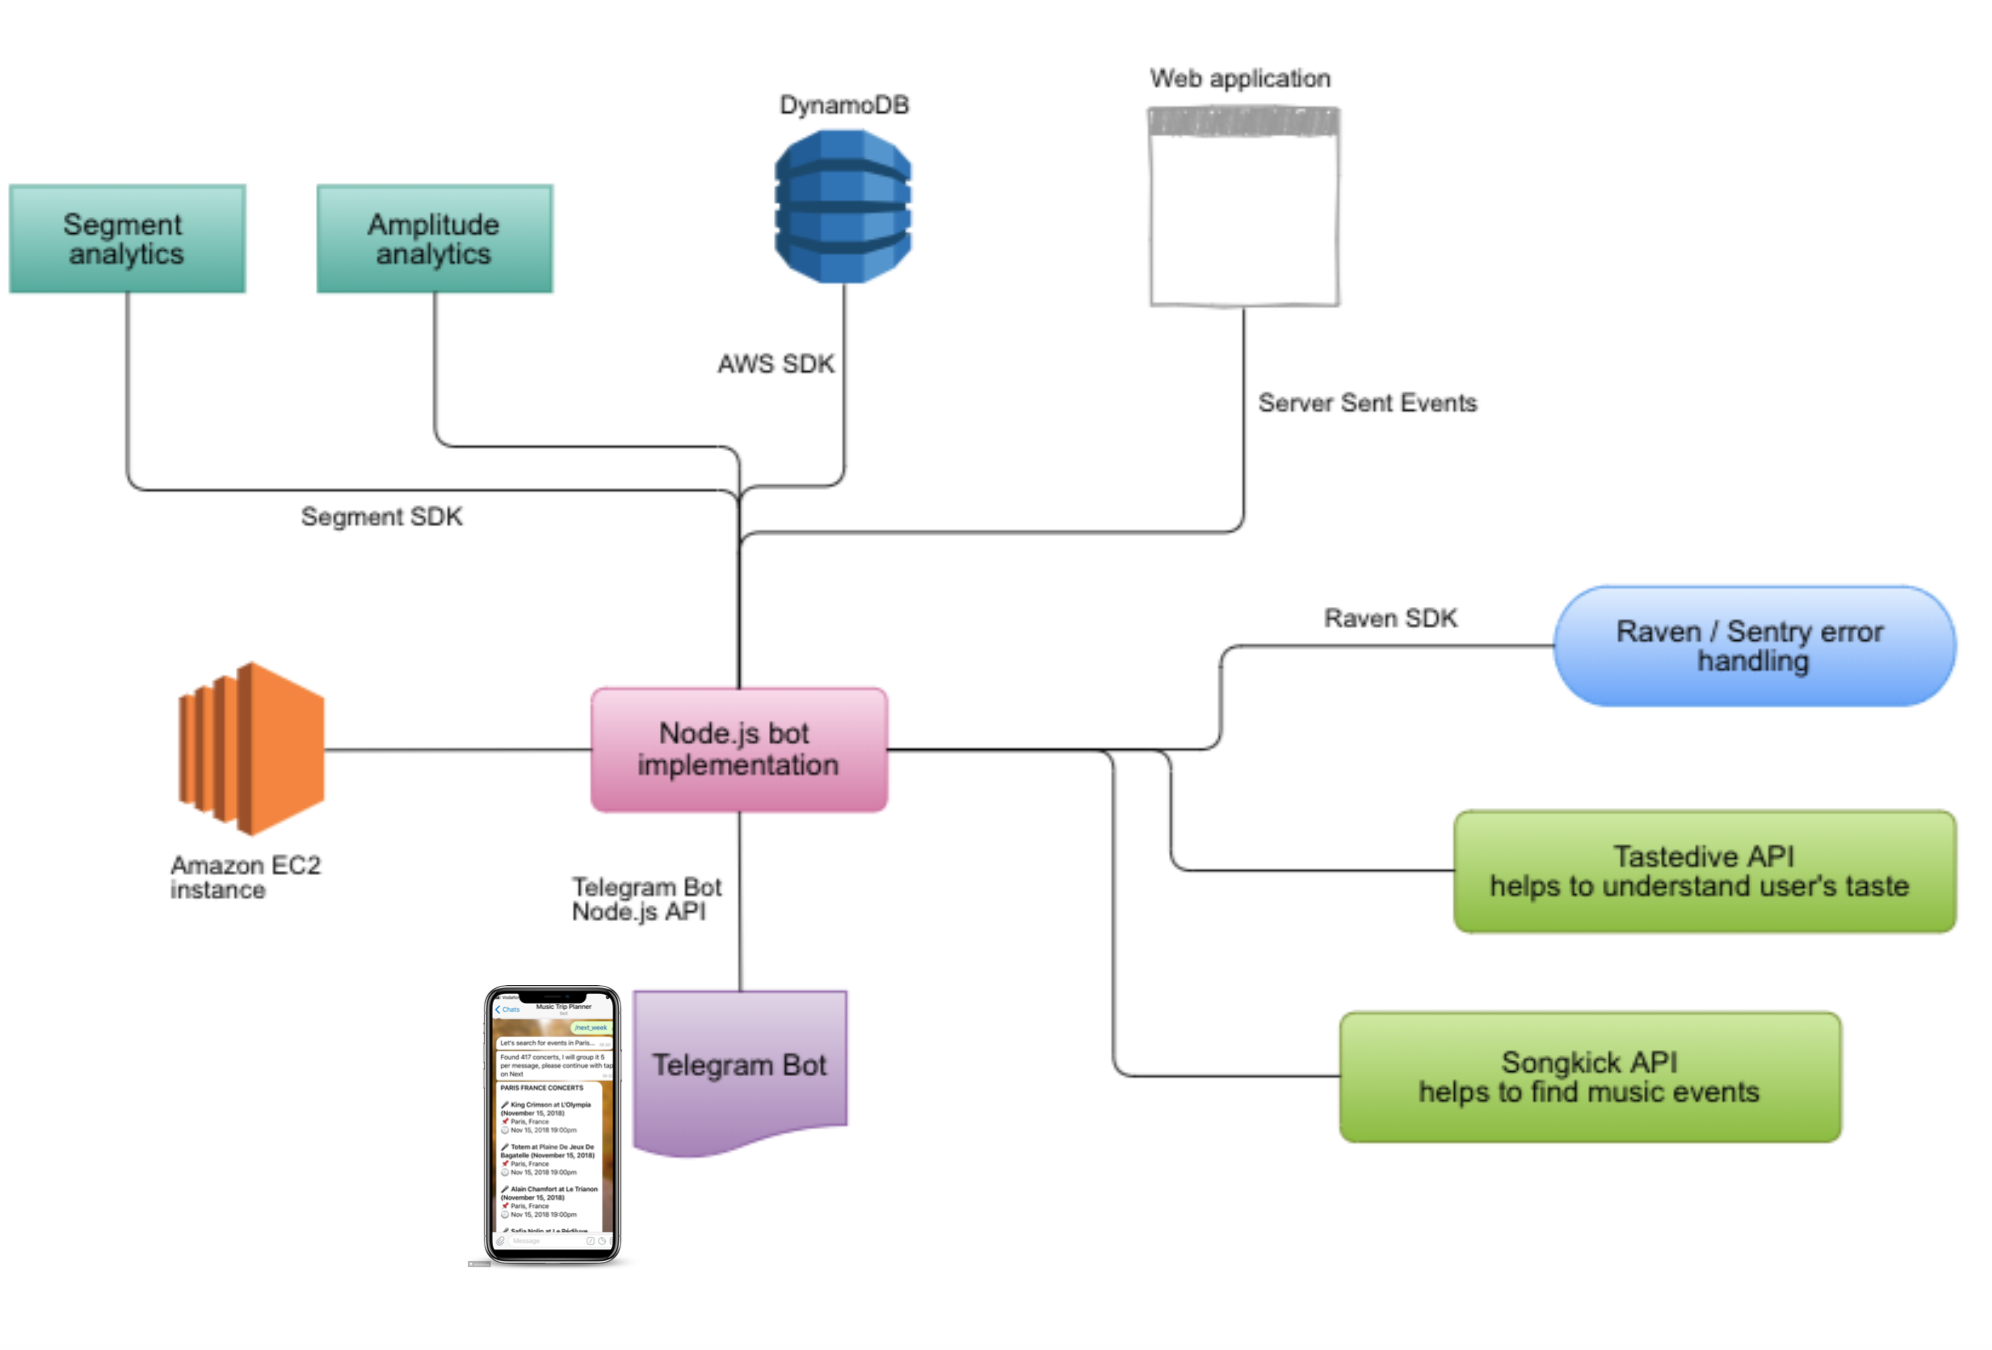 Web application
DynamoDB
Segment
analytics
Amplitude
analytics
AWS SDK
Server Sent Events
Segment SDK
Raven SDK
Raven / Sentry error
handling
Node.js bot
implementation
Amazon EC2
instance
Tastedive API
helps to understand user's taste
Telegram Bot
Node.js API
Telegram Bot
Songkick API
helps to find music events
Music Trip Planner
bot
Chats
/next_week
Let's search for events in Paris...
Found 417 concerts, I will group it 5
per message, please continue with tap
on Next
PARIS FRANCE CONCERTS
King Crimson at L'Olympia
(November 15, 2018)
Paris, France
Nov 15, 2018 19:00pm
Totem at Plaine De Jeux De
Bagatelle (November 15, 2018)
Paris, France
Nov 15, 2018 19:00pm
Alain Chamfort at Le Trianon
(November 15, 2018)
Paris, France
Nov 15, 2018 19:00pm
Safia Nolin at Le
Message